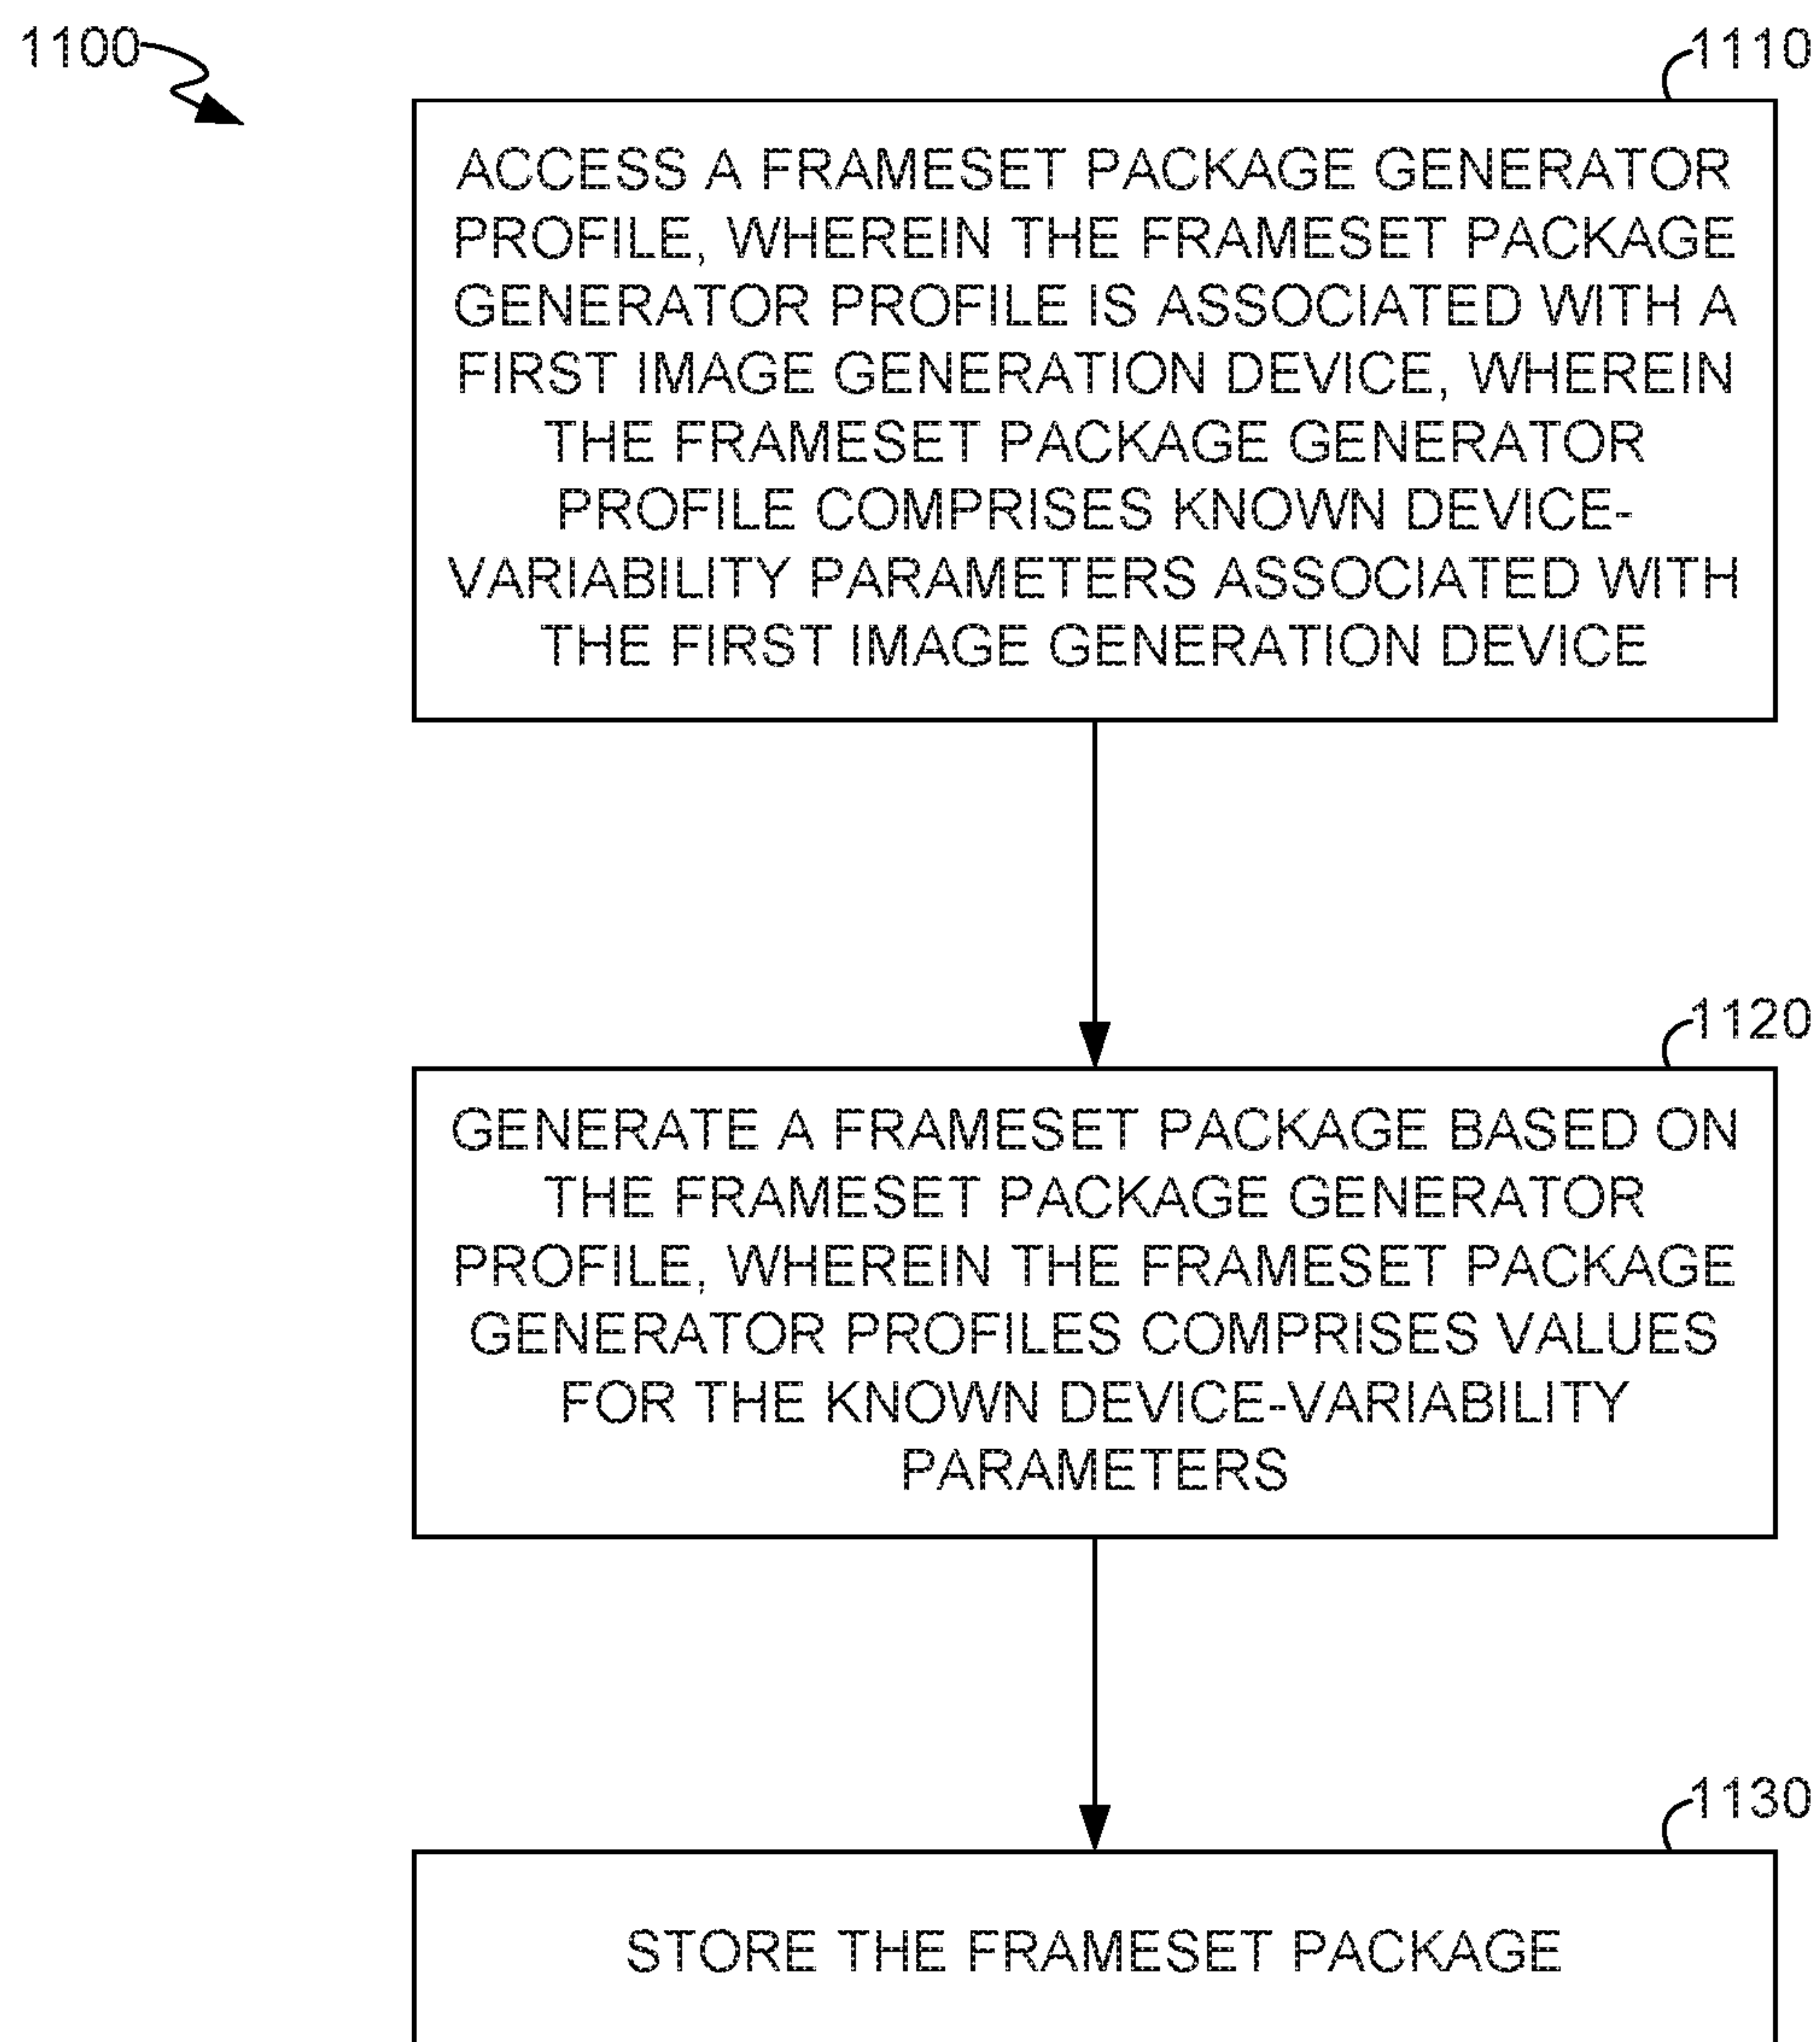 1100
1110
ACCESS A FRAMESET PACKAGE GENERATOR
PROFILE, WHEREIN THE FRAMESET PACKAGE
GENERATOR PROFILE IS ASSOCIATED WITH A
FIRST IMAGE GENERATION DEVICE, WHEREIN
THE FRAMESET PACKAGE GENERATOR
PROFILE COMPRISES KNOWN DEVICE-
VARIABILITY PARAMETERS ASSOCIATED WITH
THE FIRST IMAGE GENERATION DEVICE
1120
GENERATE A FRAMESET PACKAGE BASED ON
THE FRAMESET PACKAGE GENERATOR
PROFILE, WHEREIN THE FRAMESET PACKAGE
GENERATOR PROFILES COMPRISES VALUES
FOR THE KNOWN DEVICE-VARIABILITY
PARAMETERS
1130
STORE THE FRAMESET PACKAGE